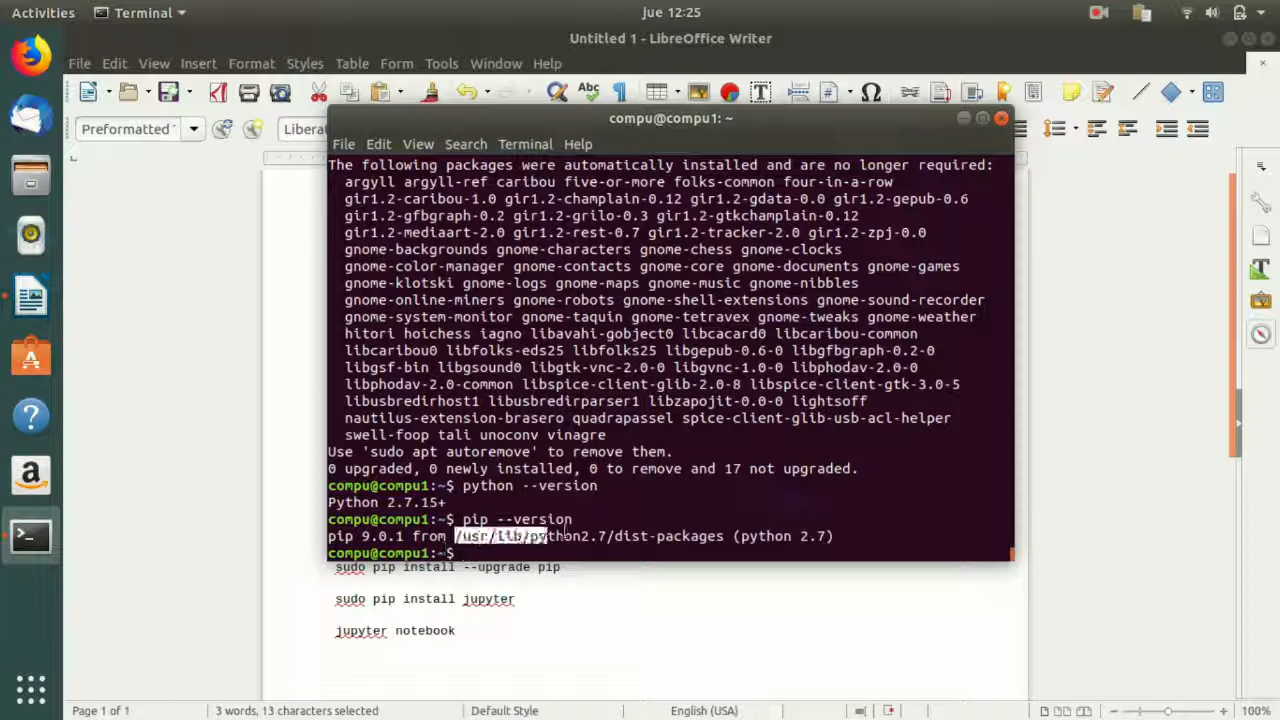 Activities Terminal jue 12:25
Untitled 1 - LibreOffice Writer
File Edit View Insert Format Styles Table Form Tools Window Help
Preformatted Libera
compu@compu1: ~
File Edit View Search Terminal Help
The following packages were automatically installed and are no longer required:
argyll argyll-ref caribou five-or-more folks-common four-in-a-row
gir1.2-caribou-1.0 gir1.2-champlain-0.12 gir1.2-gdata-0.0 gir1.2-gepub-0.6
gir1.2-gfbgraph-0.2 gir1.2-grilo-0.3 gir1.2-gtkchamplain-0.12
gir1.2-mediaart-2.0 gir1.2-rest-0.7 gir1.2-tracker-2.0 gir1.2-zpj-0.0
gnome-backgrounds gnome-characters gnome-chess gnome-clocks
gnome-color-manager gnome-contacts gnome-core gnome-documents gnome-games
gnome-klotski gnome-logs gnome-maps gnome-music gnome-nibbles
gnome-online-miners gnome-robots gnome-shell-extensions gnome-sound-recorder
gnome-system-monitor gnome-taquin gnome-tetravex gnome-tweaks gnome-weather
hitori hoichess iagno libavahi-gobject0 libcacard0 libcaribou-common
libcaribou0 libfolks-eds25 libfolks25 libgepub-0.6-0 libgfbgraph-0.2-0
libgsf-bin libgsound0 libgtk-vnc-2.0-0 libgvnc-1.0-0 libphodav-2.0-0
libphodav-2.0-common libspice-client-glib-2.0-8 libspice-client-gtk-3.0-5
libusbredirhost1 libusbredirparser1 libzapojit-0.0-0 lightsoff
nautilus-extension-brasero quadrapassel spice-client-glib-usb-acl-helper
swell-foop tali unoconv vinagre
Use 'sudo apt autoremove' to remove them.
0 upgraded, 0 newly installed, 0 to remove and 17 not upgraded.
compu@compu1:~$ python --version
Python 2.7.15+
compu@compu1:~$ pip --version
pip 9.0.1 from /usr/lib/python2.7/dist-packages (python 2.7)
compu@compu1:~$
sudo pip install --upgrade pip
sudo pip install jupyter
jupyter notebook
Page 1 of 1 3 words, 13 characters selected Default Style English (USA) 100%